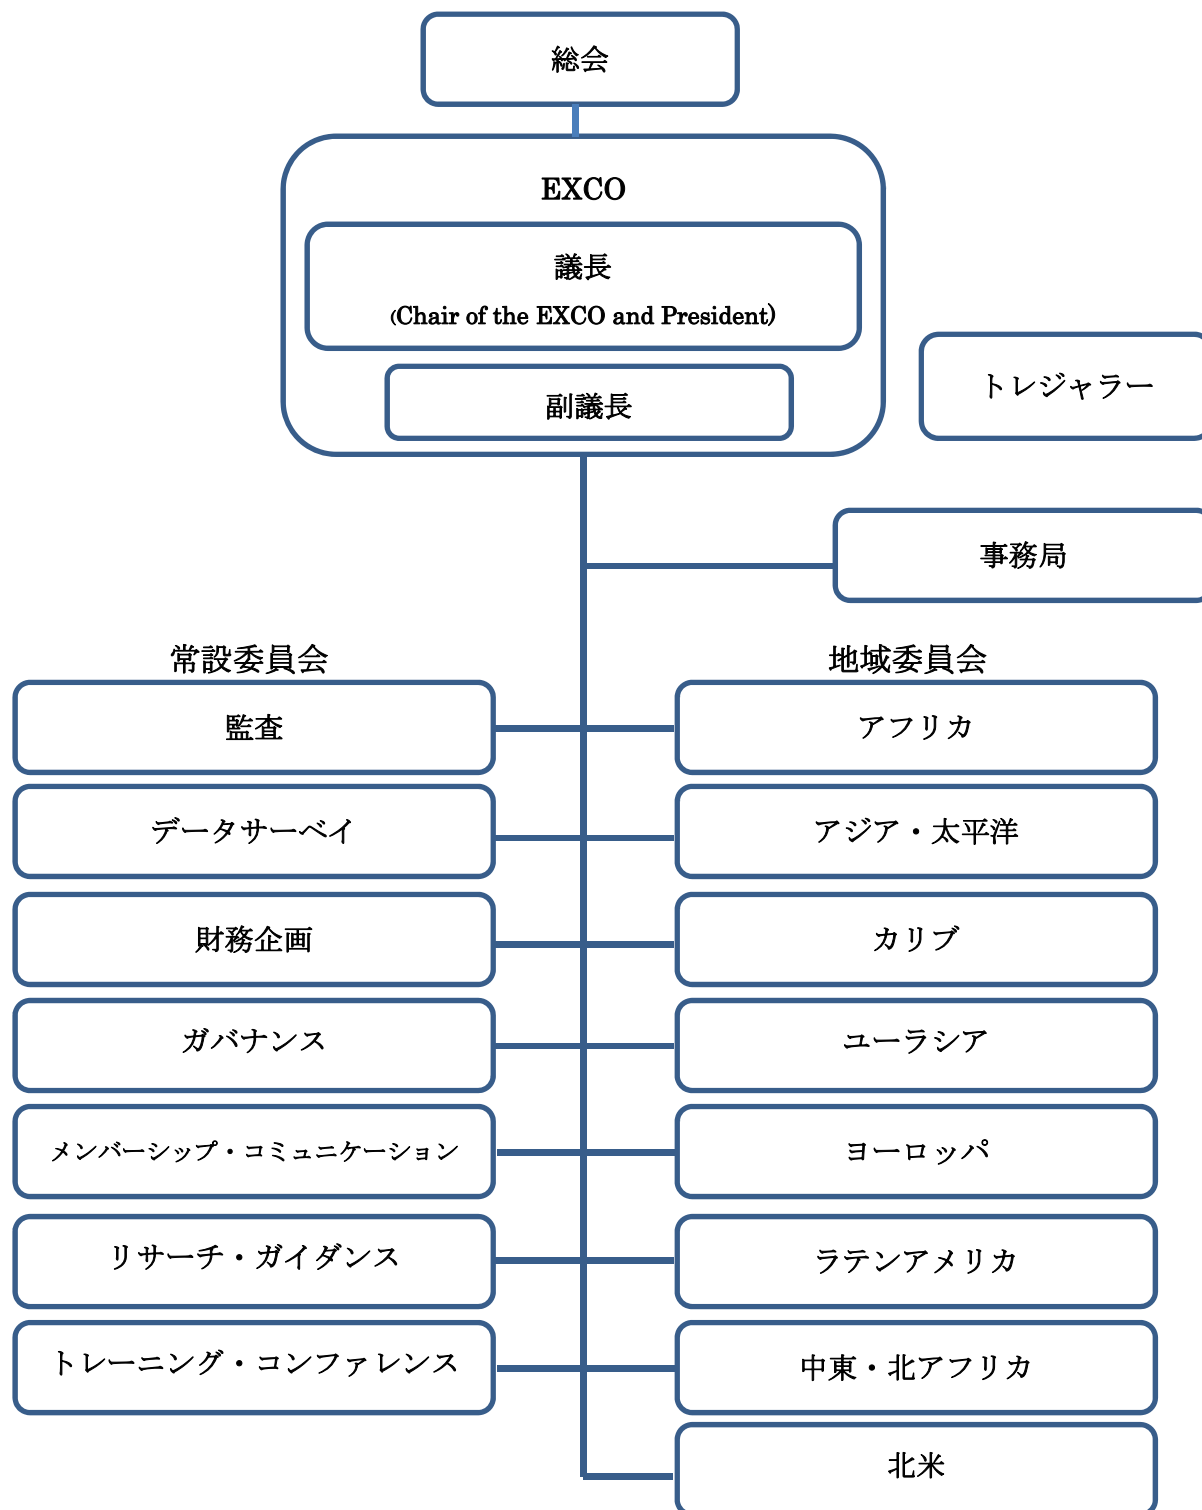 総会
EXCO
議長
(Chair of the EXCO and President)
副議長
トレジャラー
事務局
常設委員会
監査
データサーベイ
財務企画
ガバナンス
メンバーシップ・コミュニケーション
リサーチ・ガイダンス
トレーニング・コンファレンス
地域委員会
アフリカ
アジア・太平洋
カリブ
ユーラシア
ヨーロッパ
ラテンアメリカ
中東・北アフリカ
北米